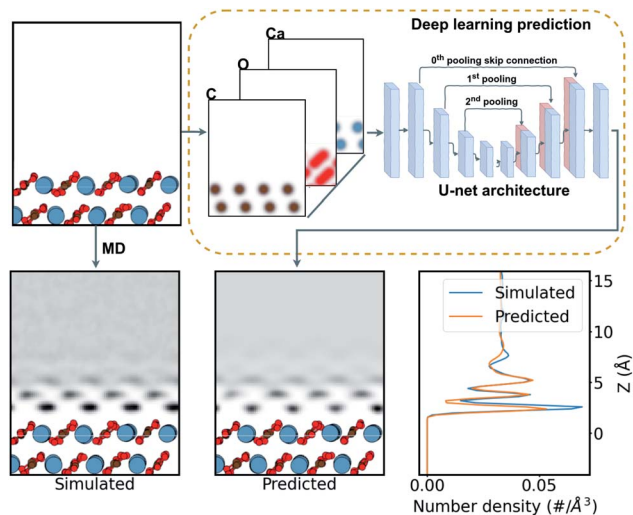 Deep learning prediction
Ca
O
C
0th pooling skip connection
1st pooling
2nd pooling
U-net architecture
MD
Simulated
Predicted
Simulated
Predicted
15
10
5
0
Z (Å)
0.00
0.05
Number density (#/Å³)